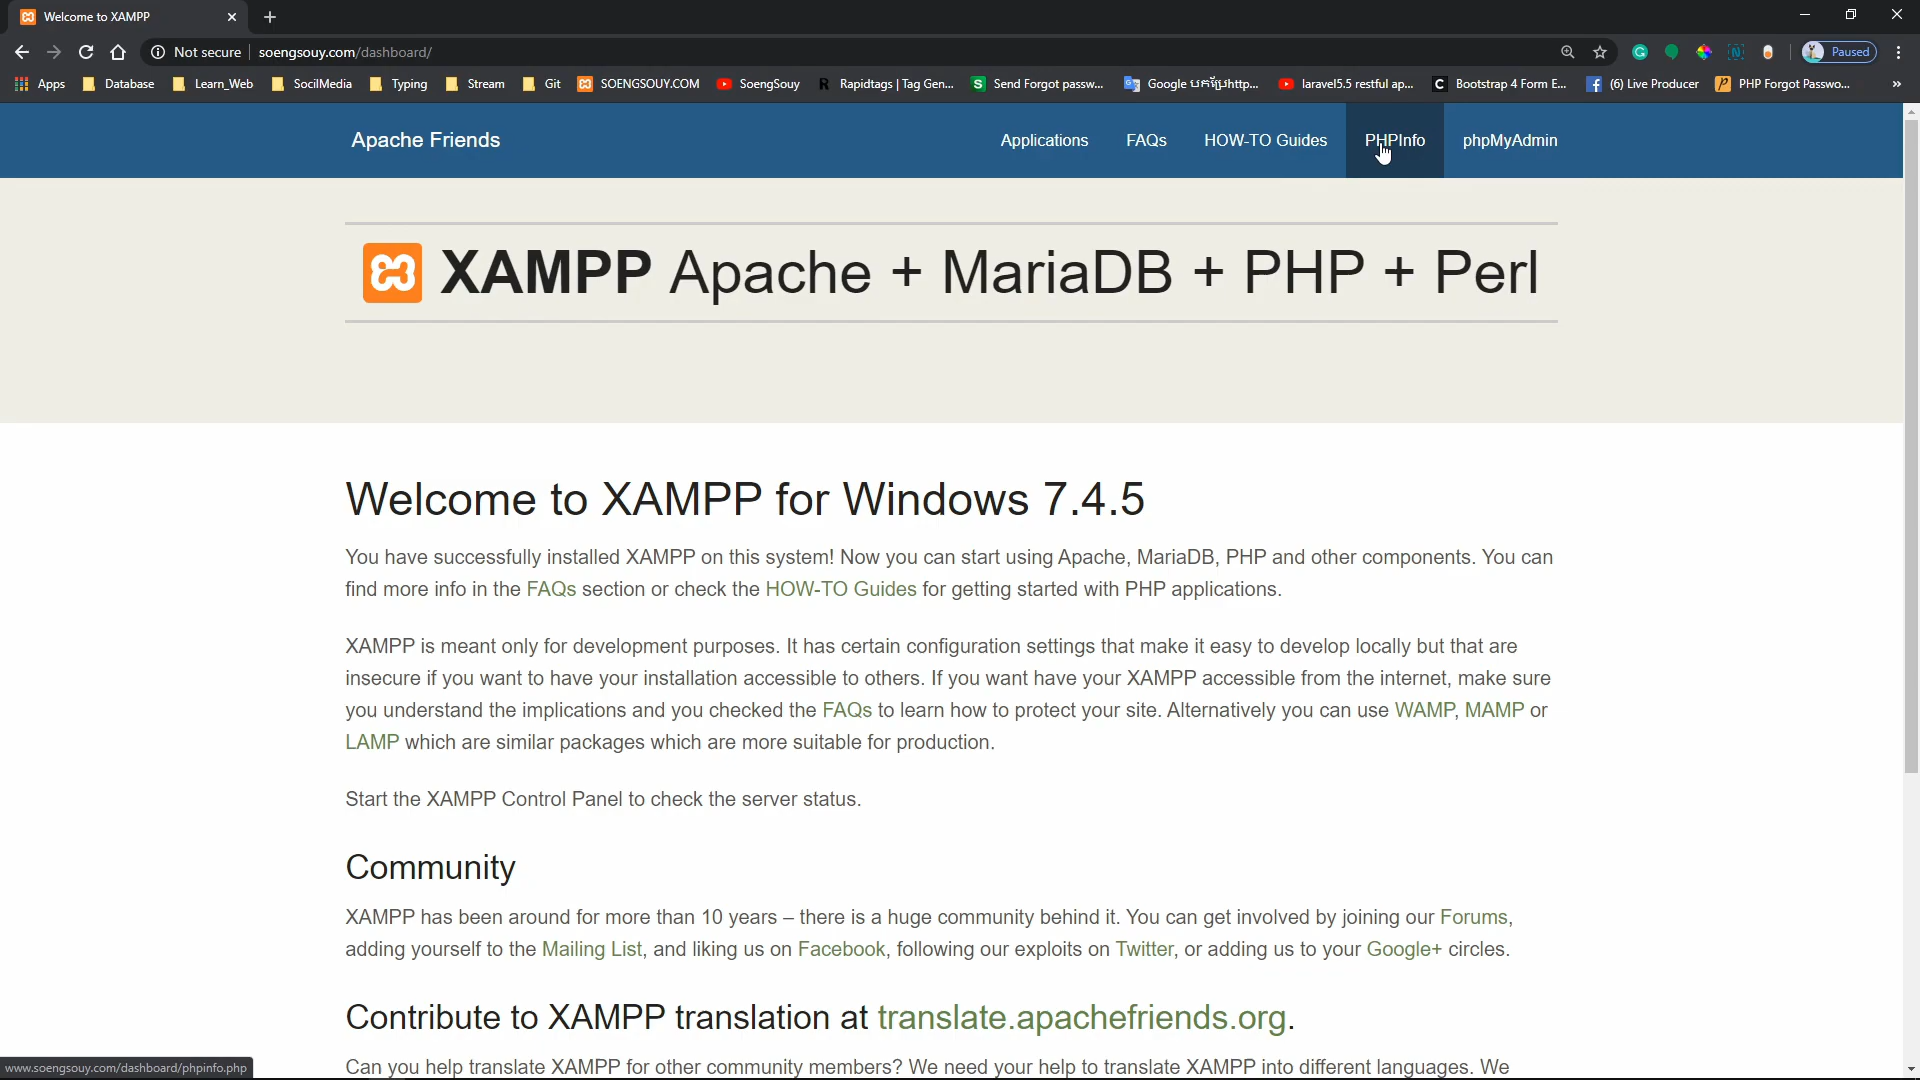 Welcome to XAMPP
Not secure | soengsouy.com/dashboard/
Paused
Apps Database Learn_Web SocilMedia Typing Stream Git SOENGSOUY.COM SoengSouy Rapidtags | Tag Gen... Send Forgot passw... Google បកប្រែhttp... laravel5.5 restful ap... Bootstrap 4 Form E... (6) Live Producer PHP Forgot Passwo... »
Apache Friends Applications FAQs HOW-TO Guides PHPInfo phpMyAdmin
XAMPP Apache + MariaDB + PHP + Perl
Welcome to XAMPP for Windows 7.4.5
You have successfully installed XAMPP on this system! Now you can start using Apache, MariaDB, PHP and other components. You can
find more info in the FAQs section or check the HOW-TO Guides for getting started with PHP applications.
XAMPP is meant only for development purposes. It has certain configuration settings that make it easy to develop locally but that are
insecure if you want to have your installation accessible to others. If you want have your XAMPP accessible from the internet, make sure
you understand the implications and you checked the FAQs to learn how to protect your site. Alternatively you can use WAMP, MAMP or
LAMP which are similar packages which are more suitable for production.
Start the XAMPP Control Panel to check the server status.
Community
XAMPP has been around for more than 10 years – there is a huge community behind it. You can get involved by joining our Forums,
adding yourself to the Mailing List, and liking us on Facebook, following our exploits on Twitter, or adding us to your Google+ circles.
Contribute to XAMPP translation at translate.apachefriends.org.
Can you help translate XAMPP for other community members? We need your help to translate XAMPP into different languages. We
www.soengsouy.com/dashboard/phpinfo.php